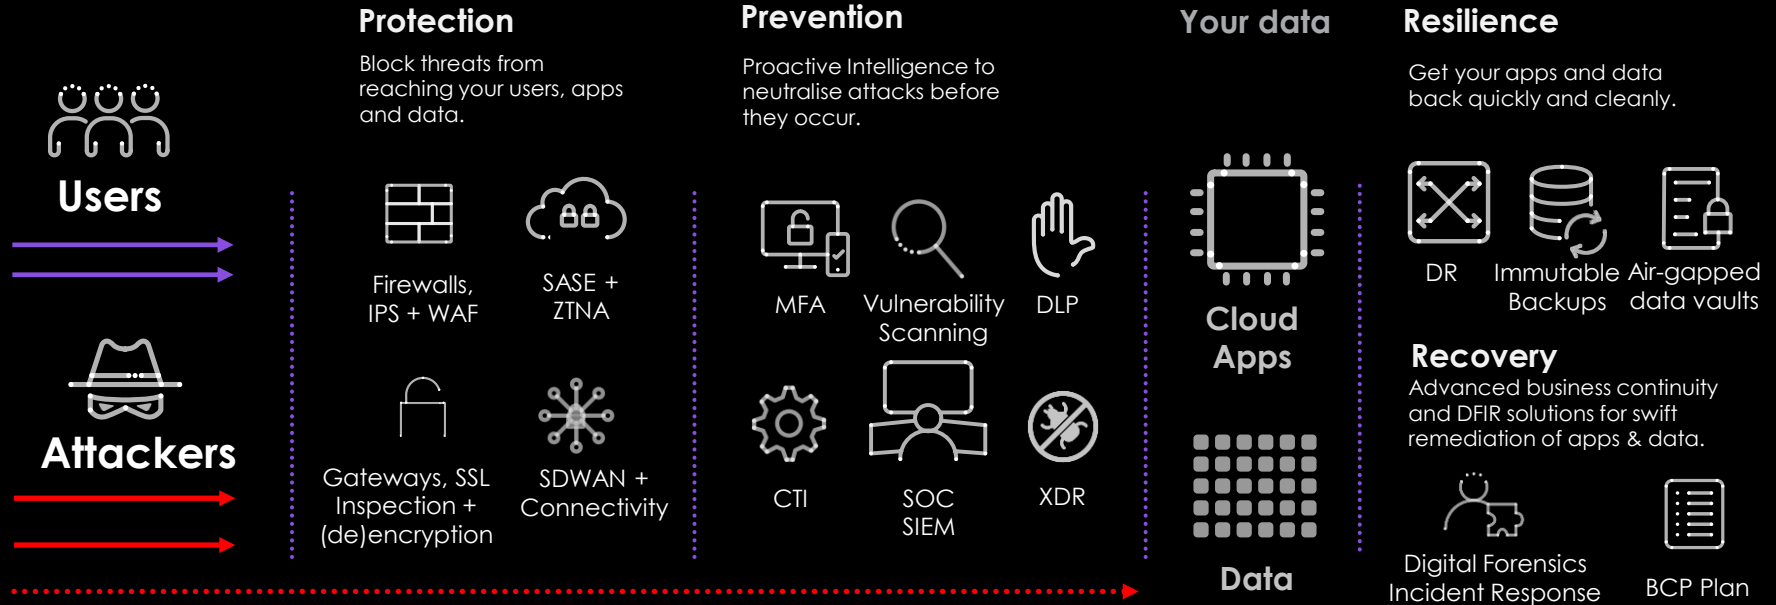 Users
Attackers
Protection
Block threats from
reaching your users, apps
and data.
Firewalls,
IPS + WAF
SASE +
ZTNA
Gateways, SSL
Inspection +
(de)encryption
SDWAN +
Connectivity
Prevention
Proactive Intelligence to
neutralise attacks before
they occur.
MFA
Vulnerability
Scanning
DLP
CTI
SOC
SIEM
XDR
Your data
Cloud
Apps
Data
Resilience
Get your apps and data
back quickly and cleanly.
DR
Immutable
Backups
Air-gapped
data vaults
Recovery
Advanced business continuity
and DFIR solutions for swift
remediation of apps & data.
Digital Forensics
Incident Response
BCP Plan